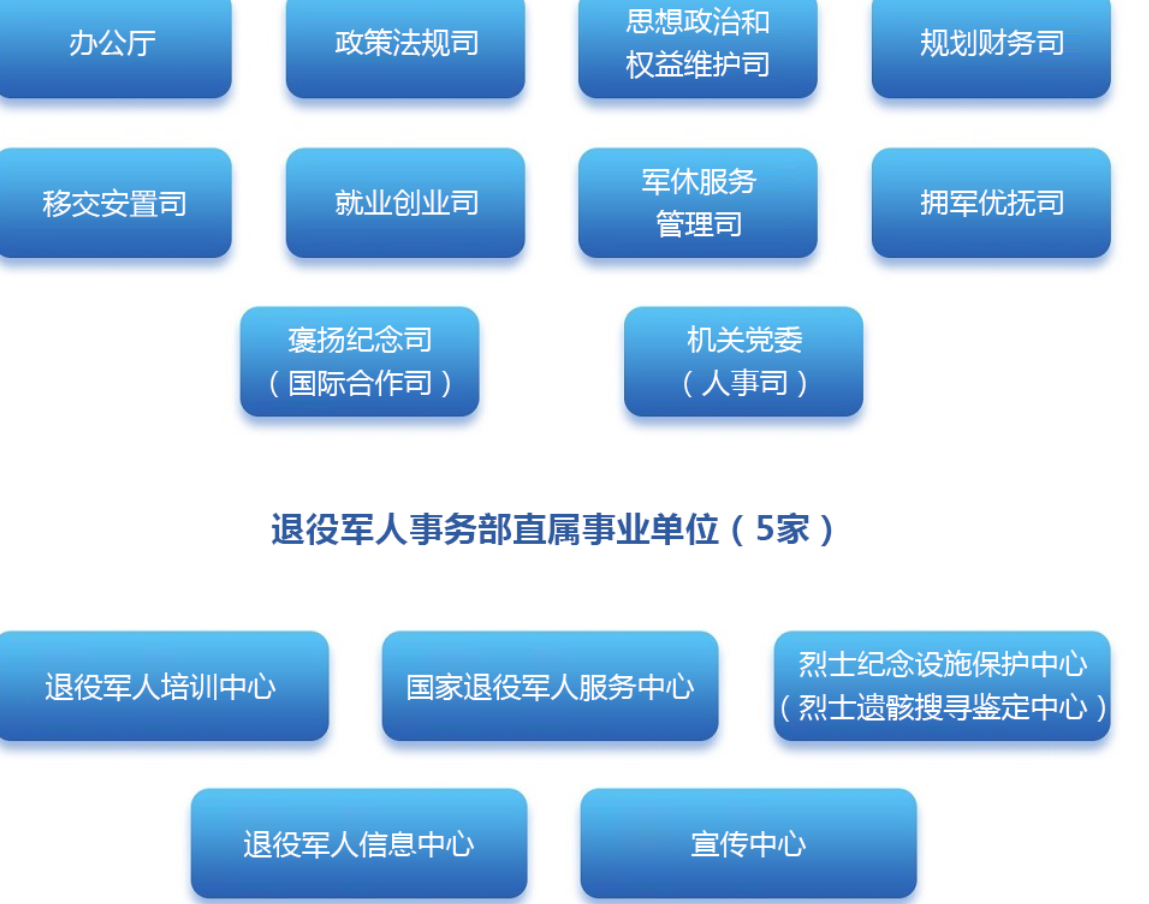 办公厅
政策法规司
思想政治和
权益维护司
规划财务司
移交安置司
就业创业司
军休服务
管理司
拥军优抚司
褒扬纪念司
（国际合作司）
机关党委
（人事司）
退役军人事务部直属事业单位（5家）
退役军人培训中心
国家退役军人服务中心
烈士纪念设施保护中心
（烈士遗骸搜寻鉴定中心）
退役军人信息中心
宣传中心